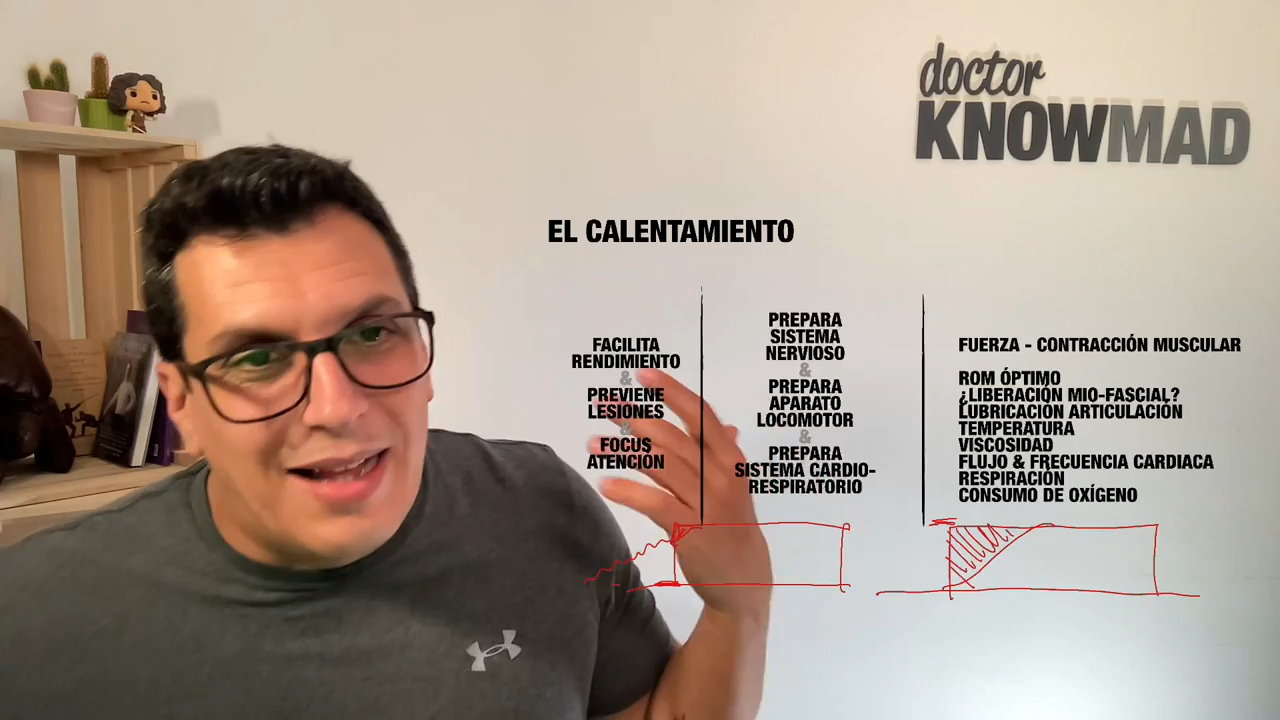 doctor
KNOWMAD
EL CALENTAMIENTO
FACILITA
RENDIMIENTO
&
PREVIENE
LESIONES
&
FOCUS
ATENCIÓN
PREPARA
SISTEMA
NERVIOSO
&
PREPARA
APARATO
LOCOMOTOR
&
PREPARA
SISTEMA CARDIO-
RESPIRATORIO
FUERZA - CONTRACCIÓN MUSCULAR
ROM ÓPTIMO
¿LIBERACIÓN MIO-FASCIAL?
LUBRICACIÓN ARTICULACIÓN
TEMPERATURA
VISCOSIDAD
FLUJO & FRECUENCIA CARDIACA
RESPIRACIÓN
CONSUMO DE OXÍGENO